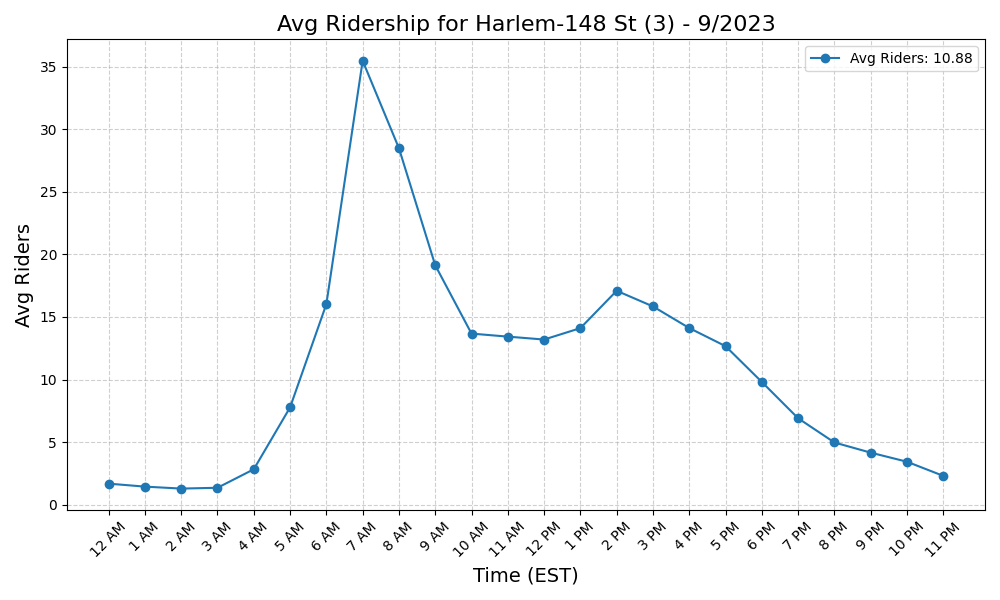 Avg Ridership for Harlem-148 St (3) - 9/2023
Avg Riders: 10.88
Avg Riders
35
30
25
20
15
10
5
0
12 AM
1 AM
2 AM
3 AM
4 AM
5 AM
6 AM
7 AM
8 AM
9 AM
10 AM
11 AM
12 PM
1 PM
2 PM
3 PM
4 PM
5 PM
6 PM
7 PM
8 PM
9 PM
10 PM
11 PM
Time (EST)